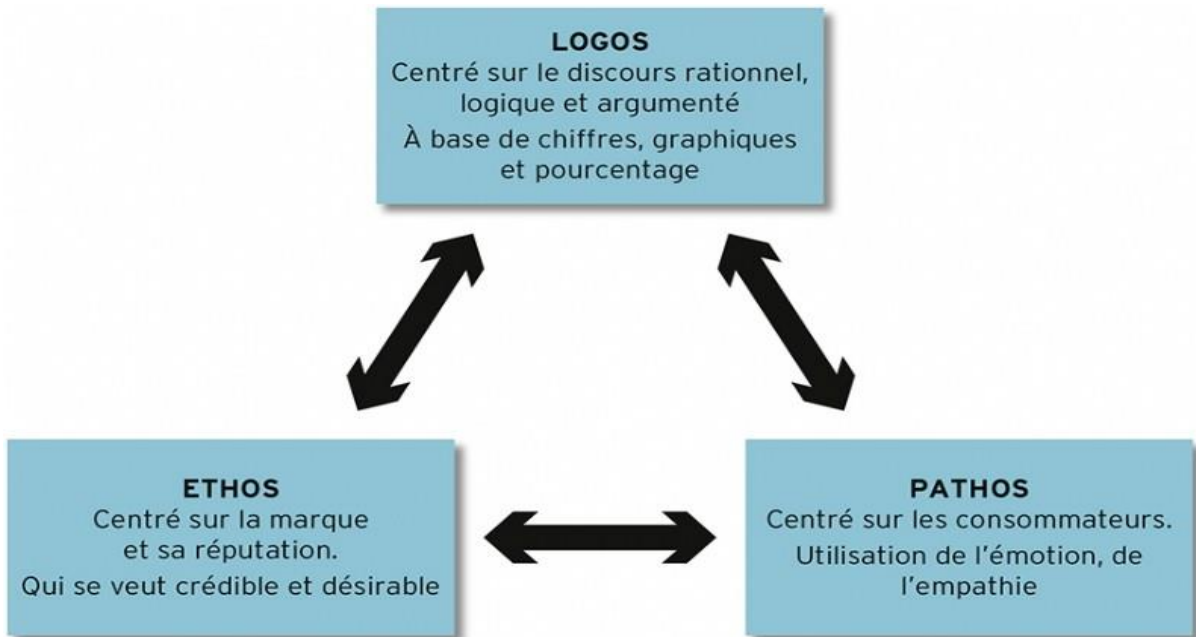 LOGOS
Centré sur le discours rationnel,
logique et argumenté
À base de chiffres, graphiques
et pourcentage
ETHOS
Centré sur la marque
et sa réputation.
Qui se veut crédible et désirable
PATHOS
Centré sur les consommateurs.
Utilisation de l'émotion, de
l'empathie